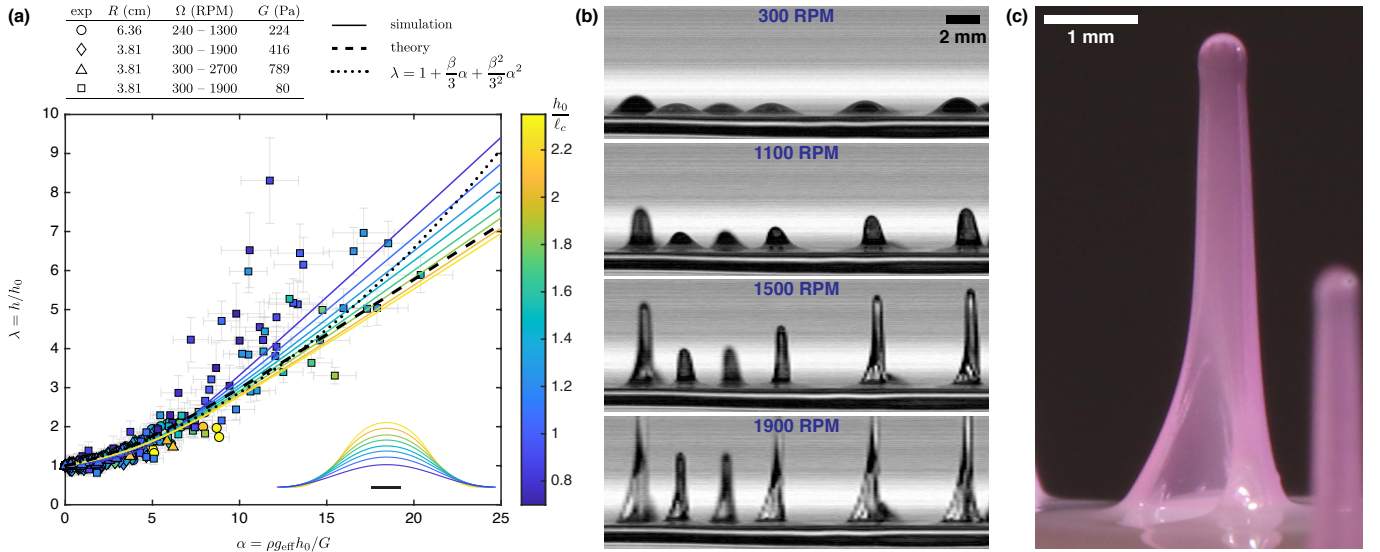 (a)
exp R (cm) Ω (RPM) G (Pa)
○ 6.36 240 – 1300 224
◇ 3.81 300 – 1900 416
△ 3.81 300 – 2700 789
□ 3.81 300 – 1900 80
simulation
theory
λ = 1 + β/3 α + β²/3² α²
10
9
8
7
6
5
4
3
2
1
0
λ = h/h₀
0 5 10 15 20 25
α = ρg_eff h₀/G
h₀/ℓ_c
2.2
2
1.8
1.6
1.4
1.2
1
0.8
(b)
300 RPM
2 mm
1100 RPM
1500 RPM
1900 RPM
(c)
1 mm